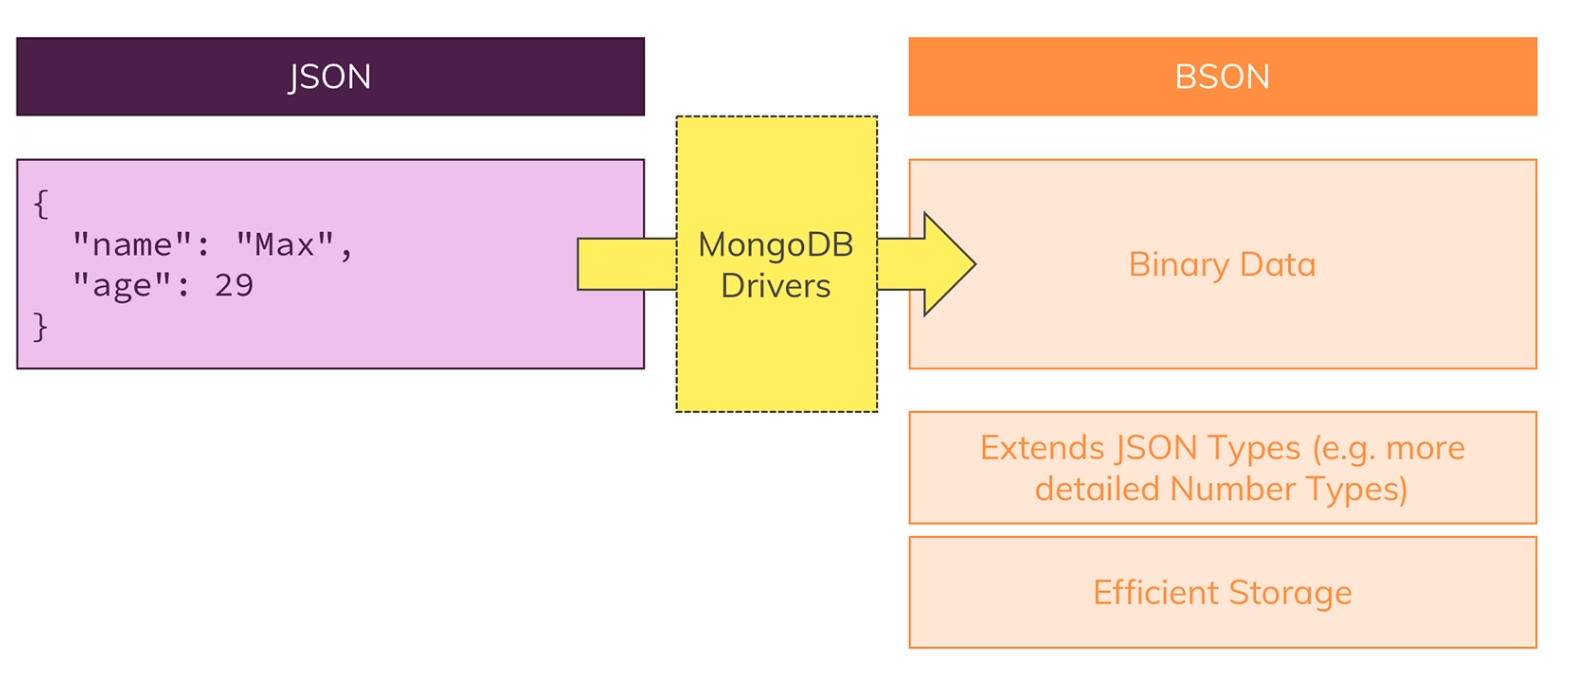 JSON
BSON
{
"name": "Max",
"age": 29
}
MongoDB
Drivers
Binary Data
Extends JSON Types (e.g. more
detailed Number Types)
Efficient Storage